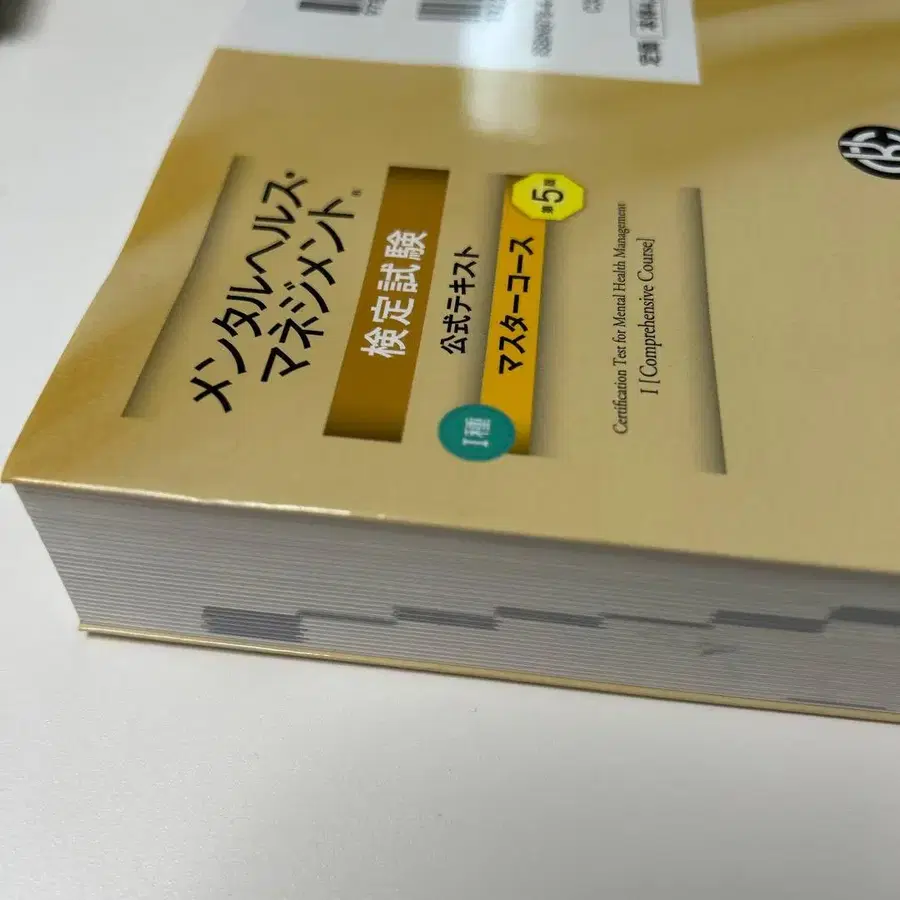 メンタルヘルス・
マネジメント®
検定試験
公式テキスト
第5版
マスターコース
I種
Certification Test for Mental Health Management
I [Comprehensive Course]
定価